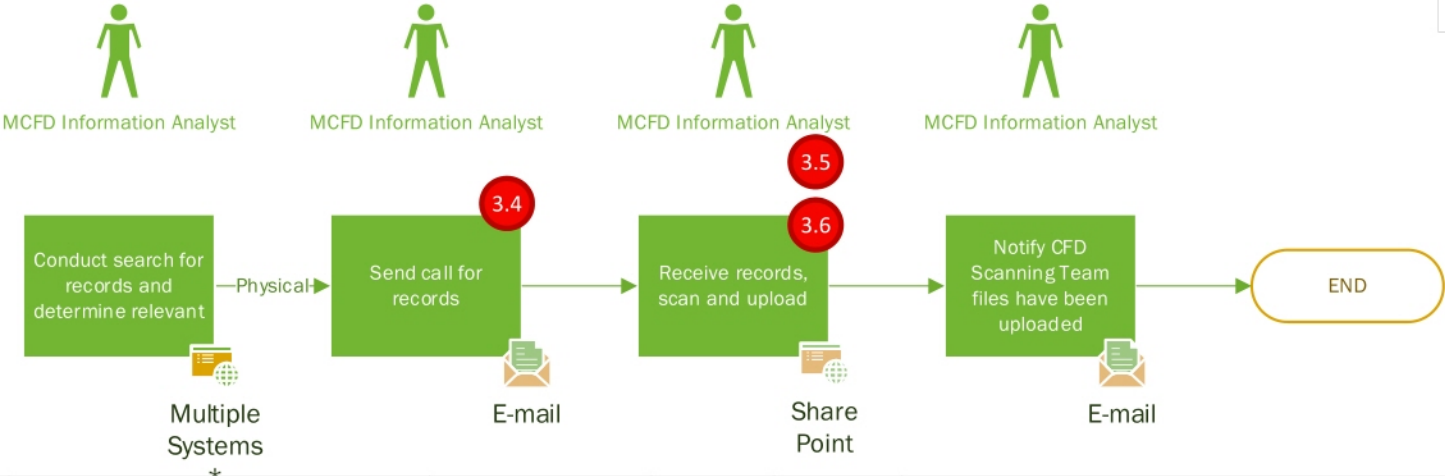 MCFD Information Analyst
MCFD Information Analyst
MCFD Information Analyst
MCFD Information Analyst
3.5
3.4
3.6
Conduct search for
records and
determine relevant
Physical
Send call for
records
Receive records,
scan and upload
Notify CFD
Scanning Team
files have been
uploaded
END
Multiple
Systems
*
E-mail
Share
Point
E-mail